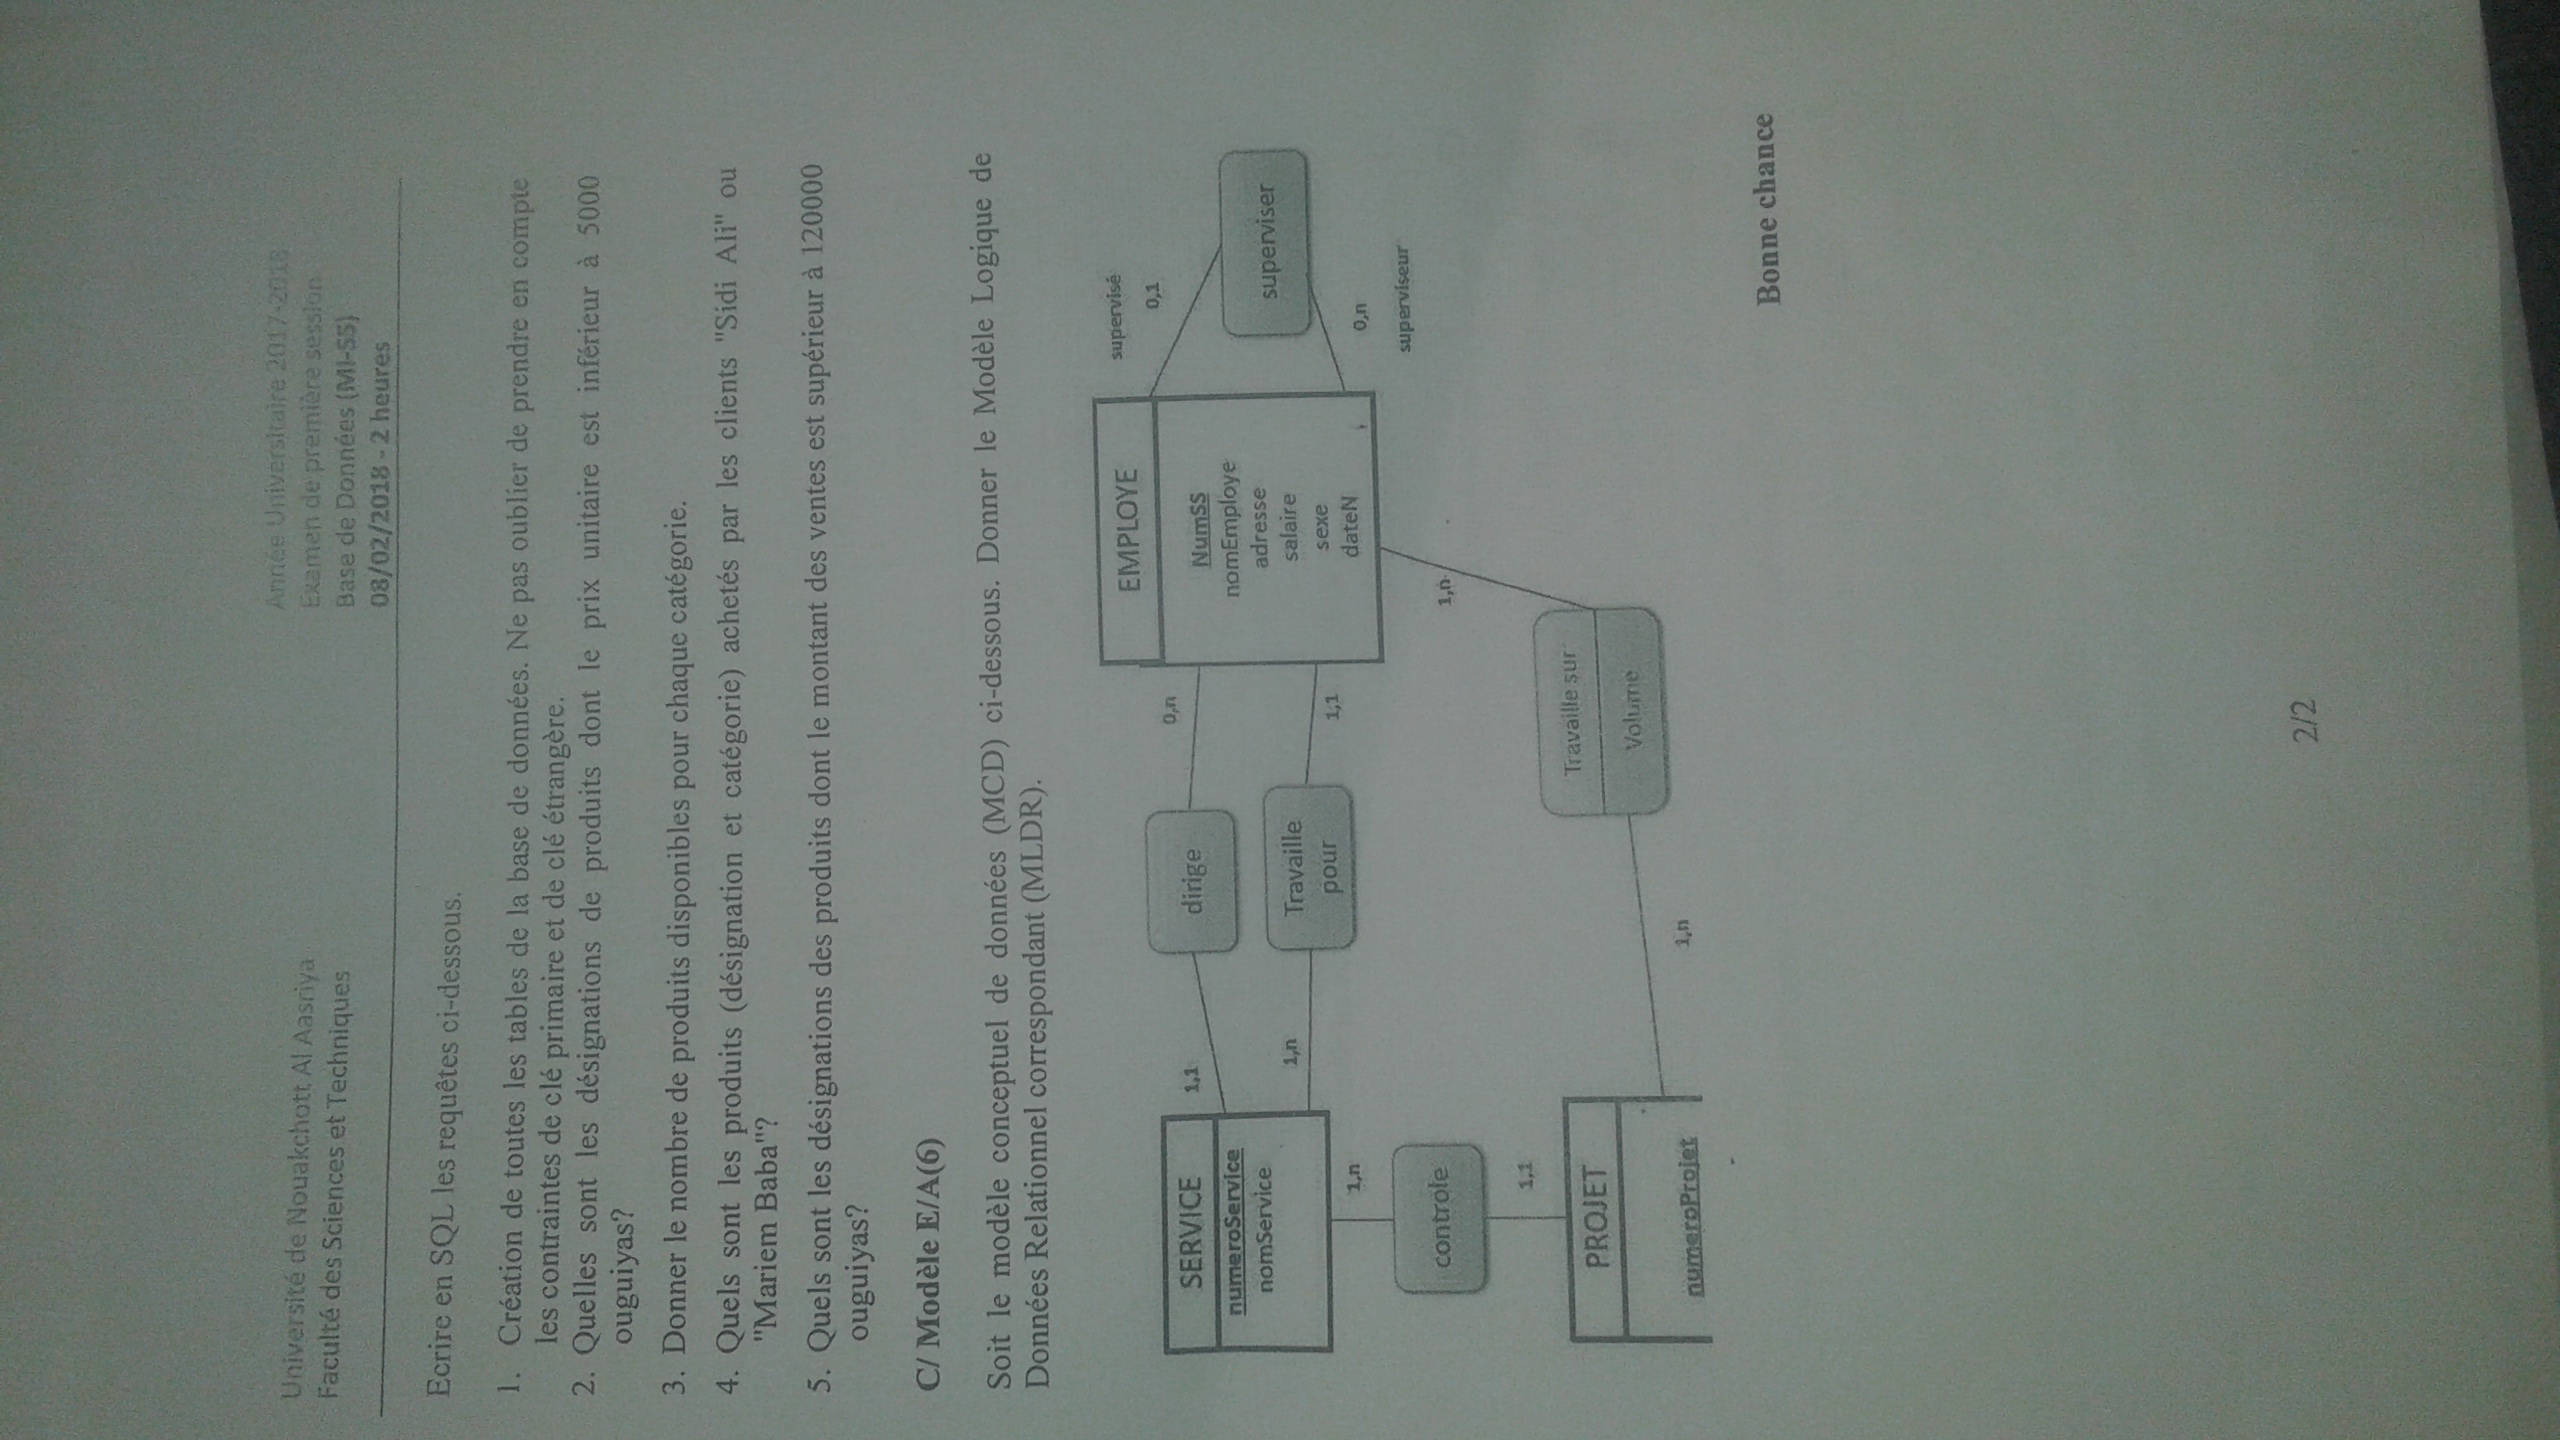 Université de Nouakchott Al Aasriya
Faculté des Sciences et Techniques
Année Universitaire 2017-2018
Examen de première session
Base de Données (MI-S5)
08/02/2018 - 2 heures
Ecrire en SQL les requêtes ci-dessous.
1. Création de toutes les tables de la base de données. Ne pas oublier de prendre en compte
les contraintes de clé primaire et de clé étrangère.
2. Quelles sont les désignations de produits dont le prix unitaire est inférieur à 5000
ouguiyas?
3. Donner le nombre de produits disponibles pour chaque catégorie.
4. Quels sont les produits (désignation et catégorie) achetés par les clients "Sidi Ali" ou
"Mariem Baba"?
5. Quels sont les désignations des produits dont le montant des ventes est supérieur à 120000
ouguiyas?
C/ Modèle E/A(6)
Soit le modèle conceptuel de données (MCD) ci-dessous. Donner le Modèle Logique de
Données Relationnel correspondant (MLDR).
SERVICE
numeroService
nomService
1,1
dirige
0,n
1,n
Travaille
pour
1,1
EMPLOYE
NumSS
nomEmploye
adresse
salaire
sexe
dateN
supervisé
0,1
superviser
0,n
superviseur
1,n
controle
1,1
PROJET
numeroProjet
1,n
Travaille sur
Volume
1,n
Bonne chance
2/2